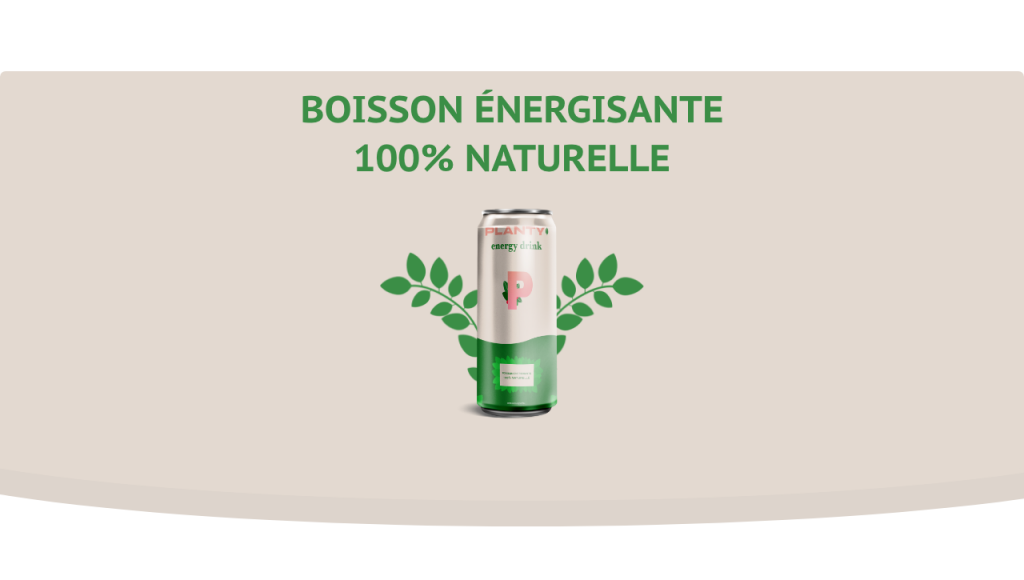 BOISSON ÉNERGISANTE
100% NATURELLE
PLANTY
energy drink
P